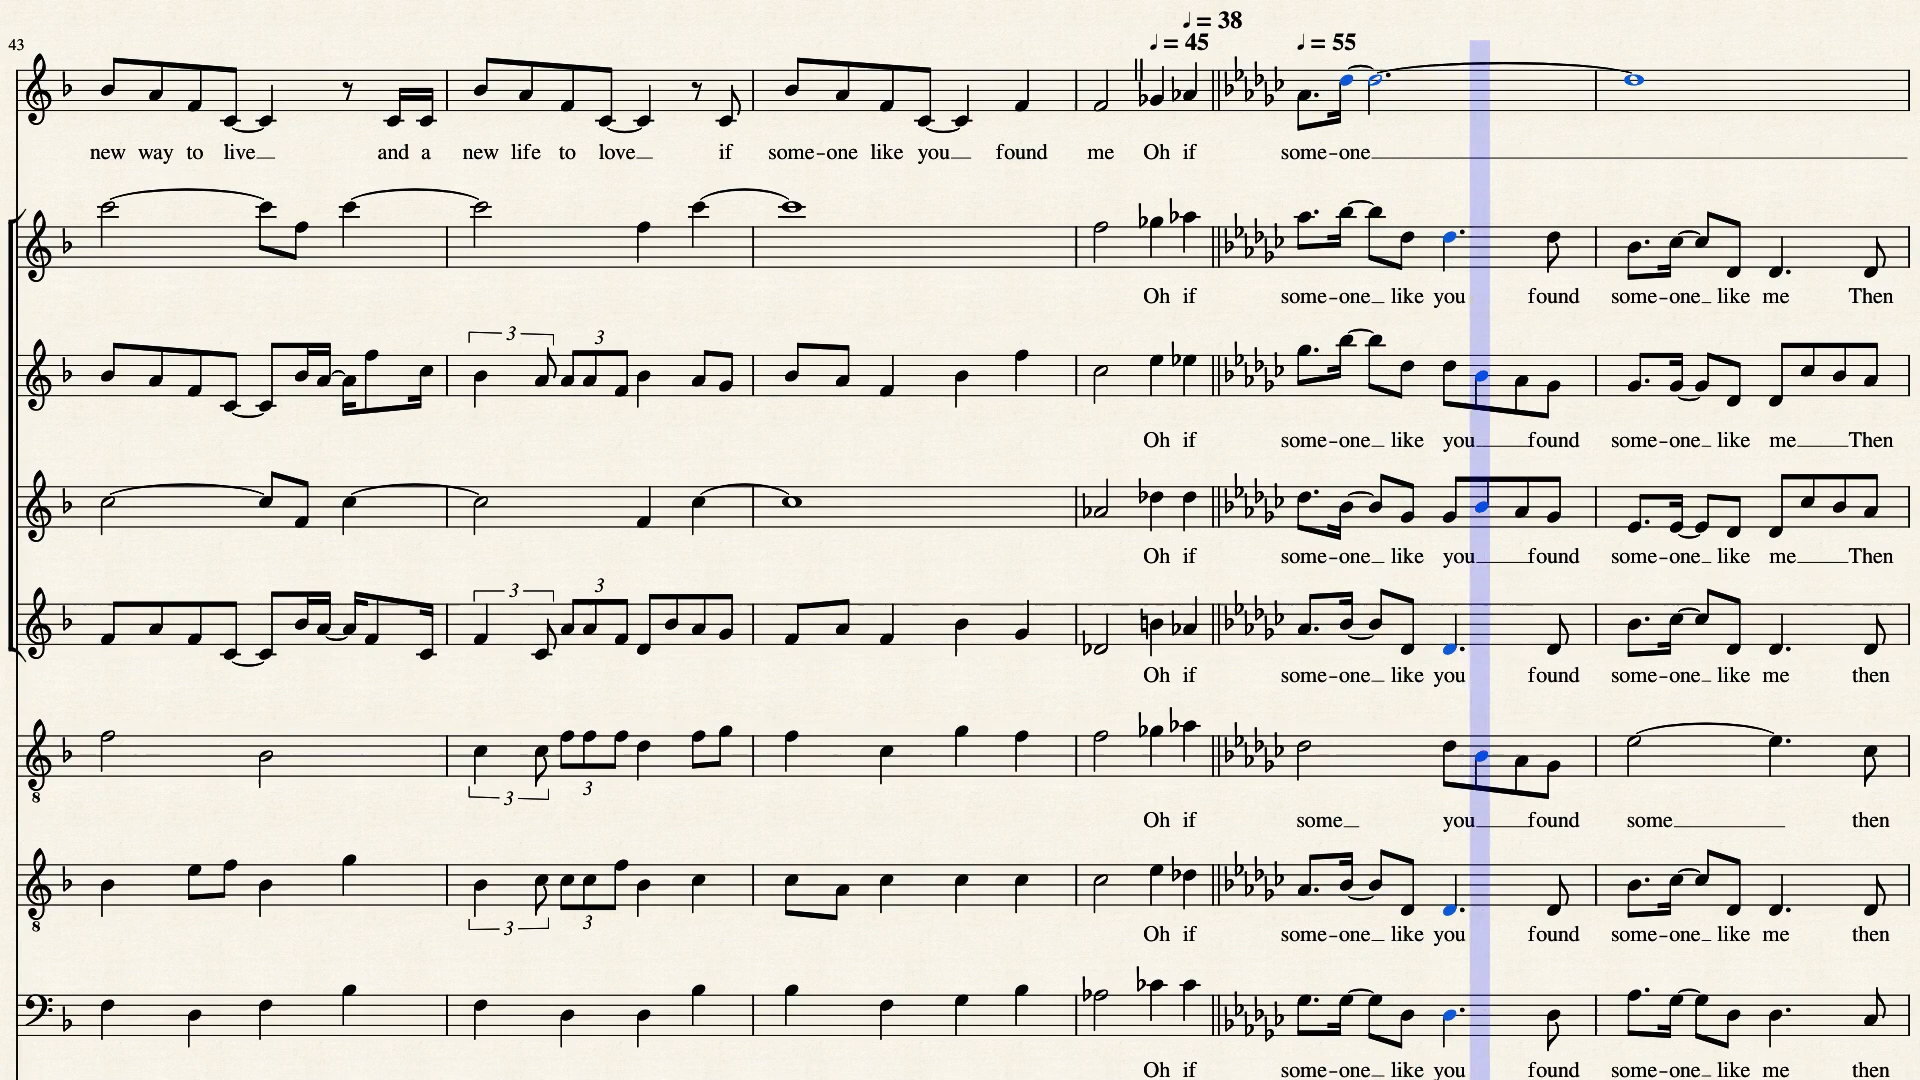 ♩ = 38
43 ♩ = 45 ♩ = 55
new way to live and a new life to love if some-one like you found me Oh if some-one
Oh if some-one like you found some-one like me Then
3 3
Oh if some-one like you found some-one like me Then
Oh if some-one like you found some-one like me Then
3 3
Oh if some-one like you found some-one like me then
8 3 3
Oh if some you found some then
8 3 3
Oh if some-one like you found some-one like me then
Oh if some-one like you found some-one like me then